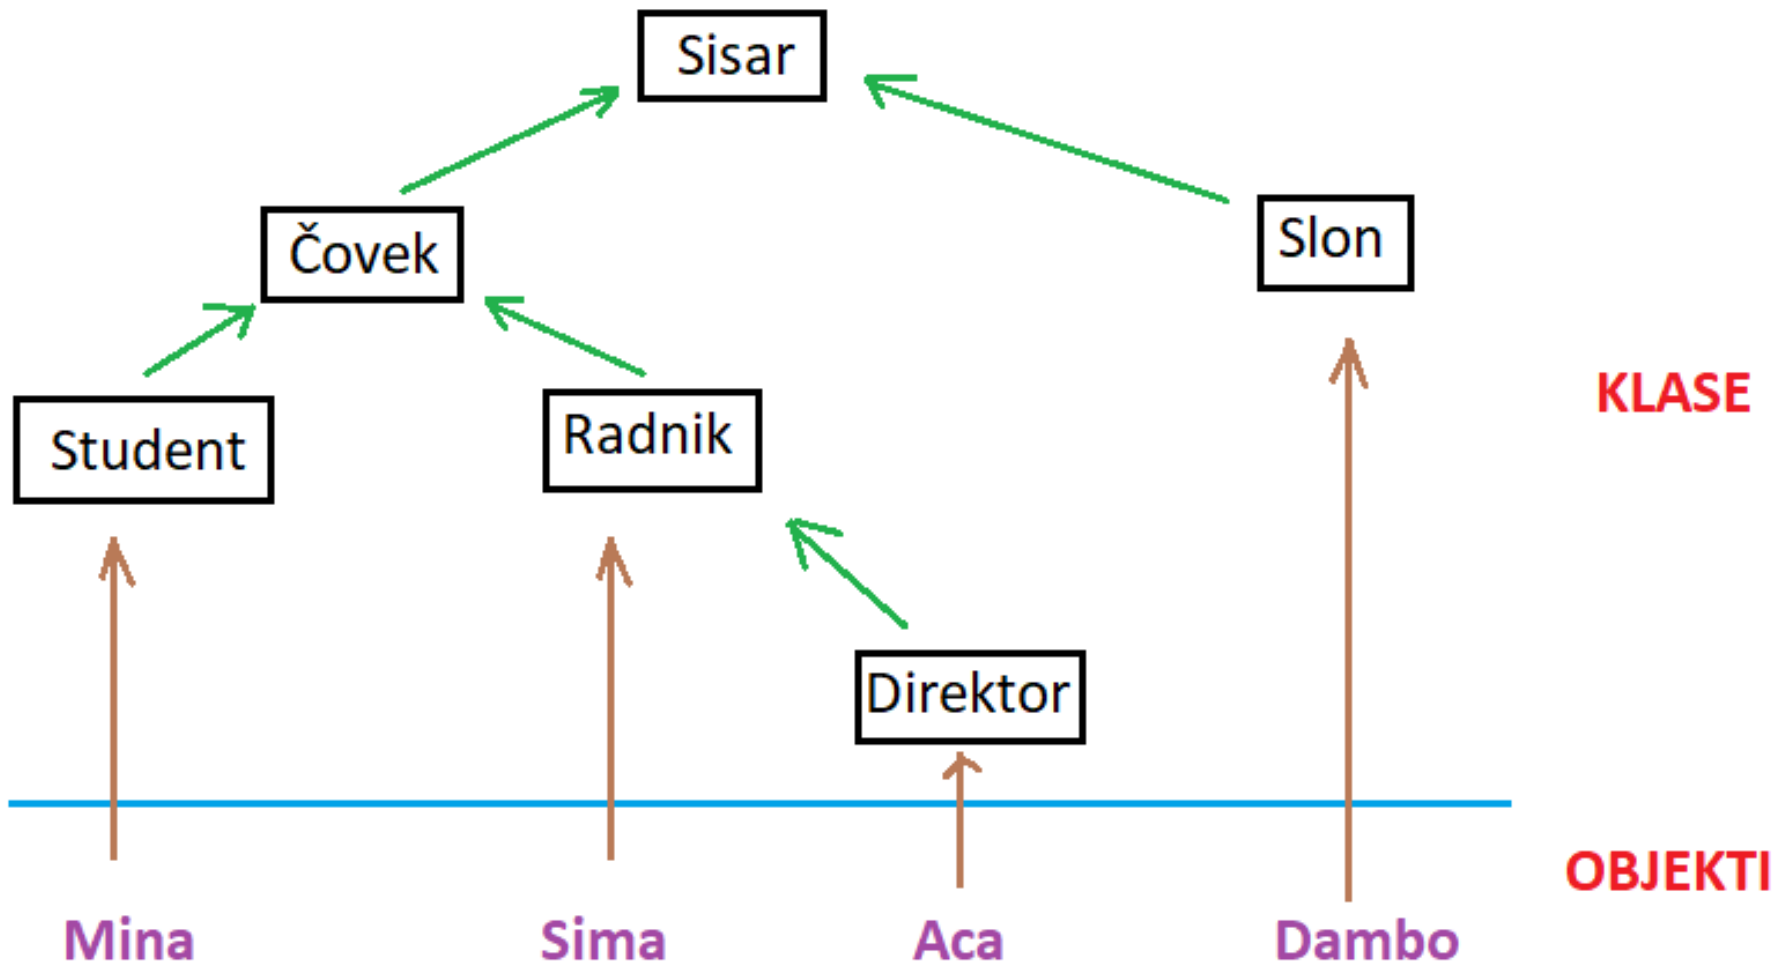 Sisar
Čovek
Slon
Student
Radnik
KLASE
Direktor
OBJEKTI
Mina
Sima
Aca
Dambo